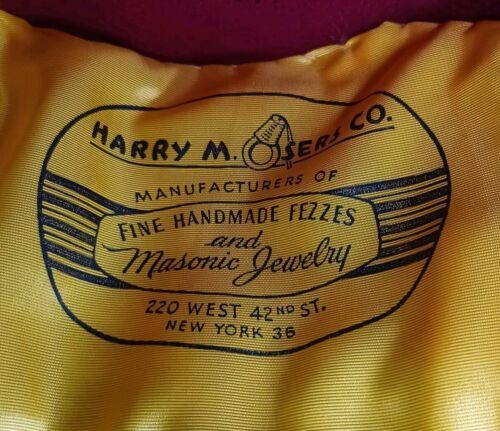 HARRY M. OSERS CO.
MANUFACTURERS OF
FINE HANDMADE FEZZES
and
Masonic Jewelry
220 WEST 42ND ST.
NEW YORK 36